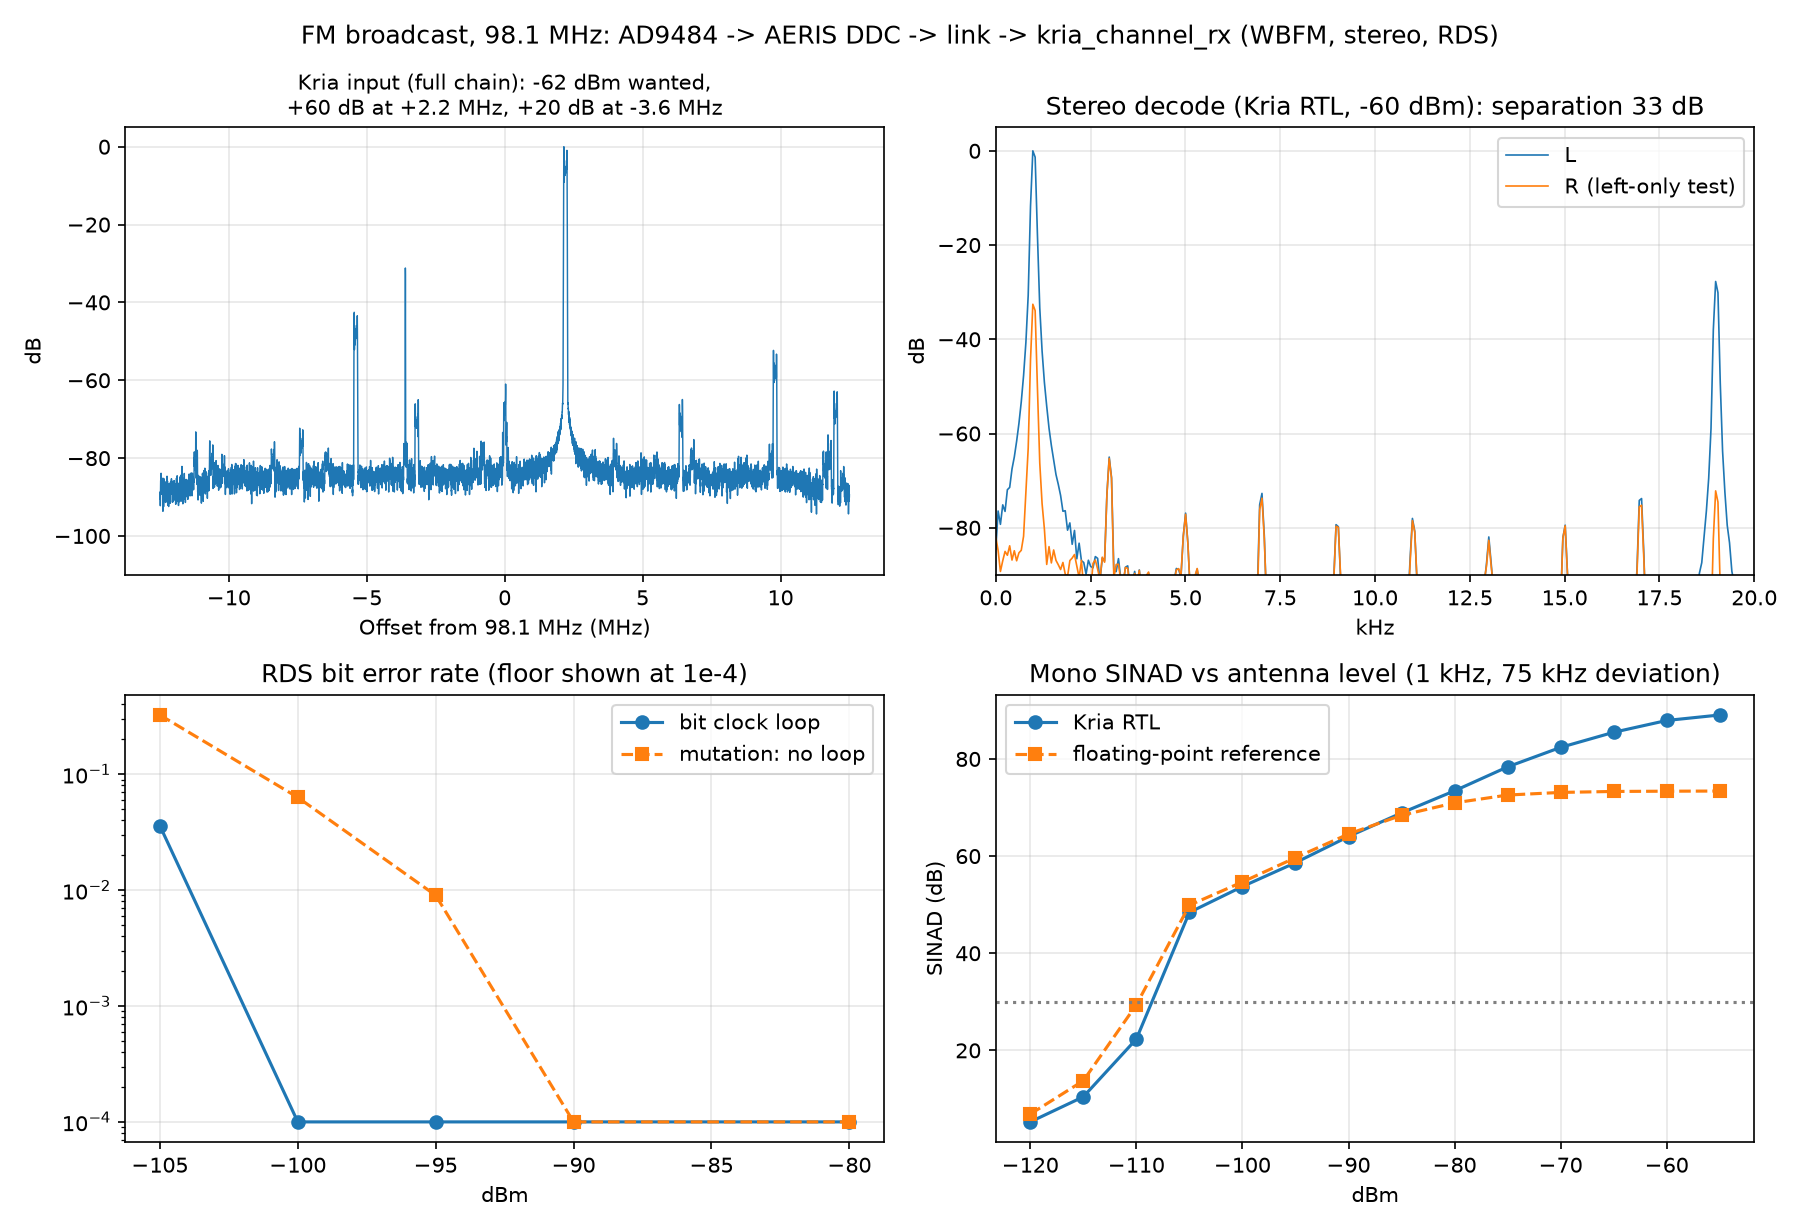 FM broadcast, 98.1 MHz: AD9484 -> AERIS DDC -> link -> kria_channel_rx (WBFM, stereo, RDS)
Kria input (full chain): -62 dBm wanted,
+60 dB at +2.2 MHz, +20 dB at -3.6 MHz
0
−20
−40
−60
−80
−100
dB
−10
−5
0
5
10
Offset from 98.1 MHz (MHz)
Stereo decode (Kria RTL, -60 dBm): separation 33 dB
L
R (left-only test)
0
−20
−40
−60
−80
dB
0.0
2.5
5.0
7.5
10.0
12.5
15.0
17.5
20.0
kHz
RDS bit error rate (floor shown at 1e-4)
bit clock loop
mutation: no loop
10⁻¹
10⁻²
10⁻³
10⁻⁴
−105
−100
−95
−90
−85
−80
dBm
Mono SINAD vs antenna level (1 kHz, 75 kHz deviation)
Kria RTL
floating-point reference
80
60
40
20
SINAD (dB)
−120
−110
−100
−90
−80
−70
−60
dBm